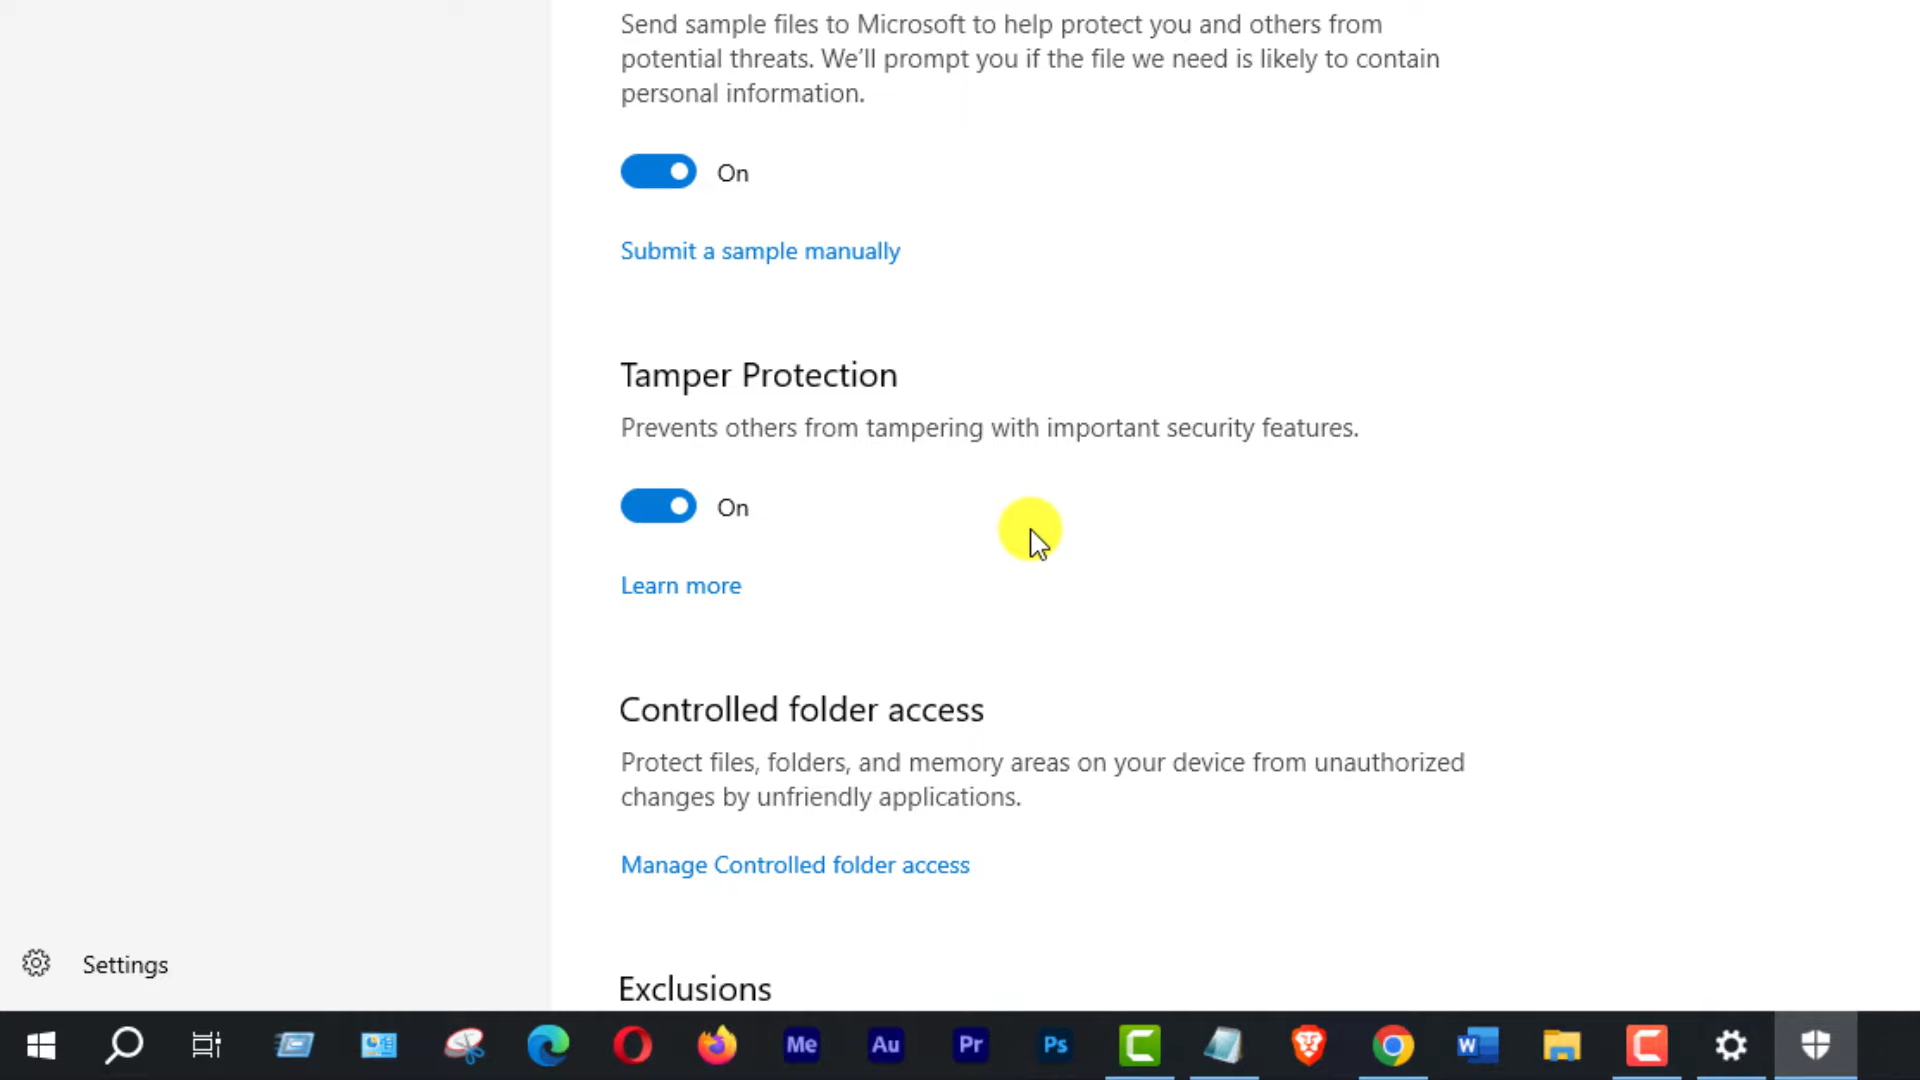 Send sample files to Microsoft to help protect you and others from
potential threats. We’ll prompt you if the file we need is likely to contain
personal information.
On
Submit a sample manually
Tamper Protection
Prevents others from tampering with important security features.
On
Learn more
Controlled folder access
Protect files, folders, and memory areas on your device from unauthorized
changes by unfriendly applications.
Manage Controlled folder access
Settings
Exclusions
Me
Au
Pr
Ps
W